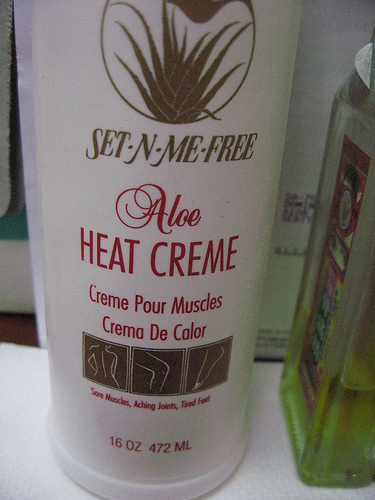 SET-N-ME-FREE
Aloe
HEAT CREME
Creme Pour Muscles
Crema De Calor
Sore Muscles, Aching Joints, Tired Feet
16 OZ 472 ML